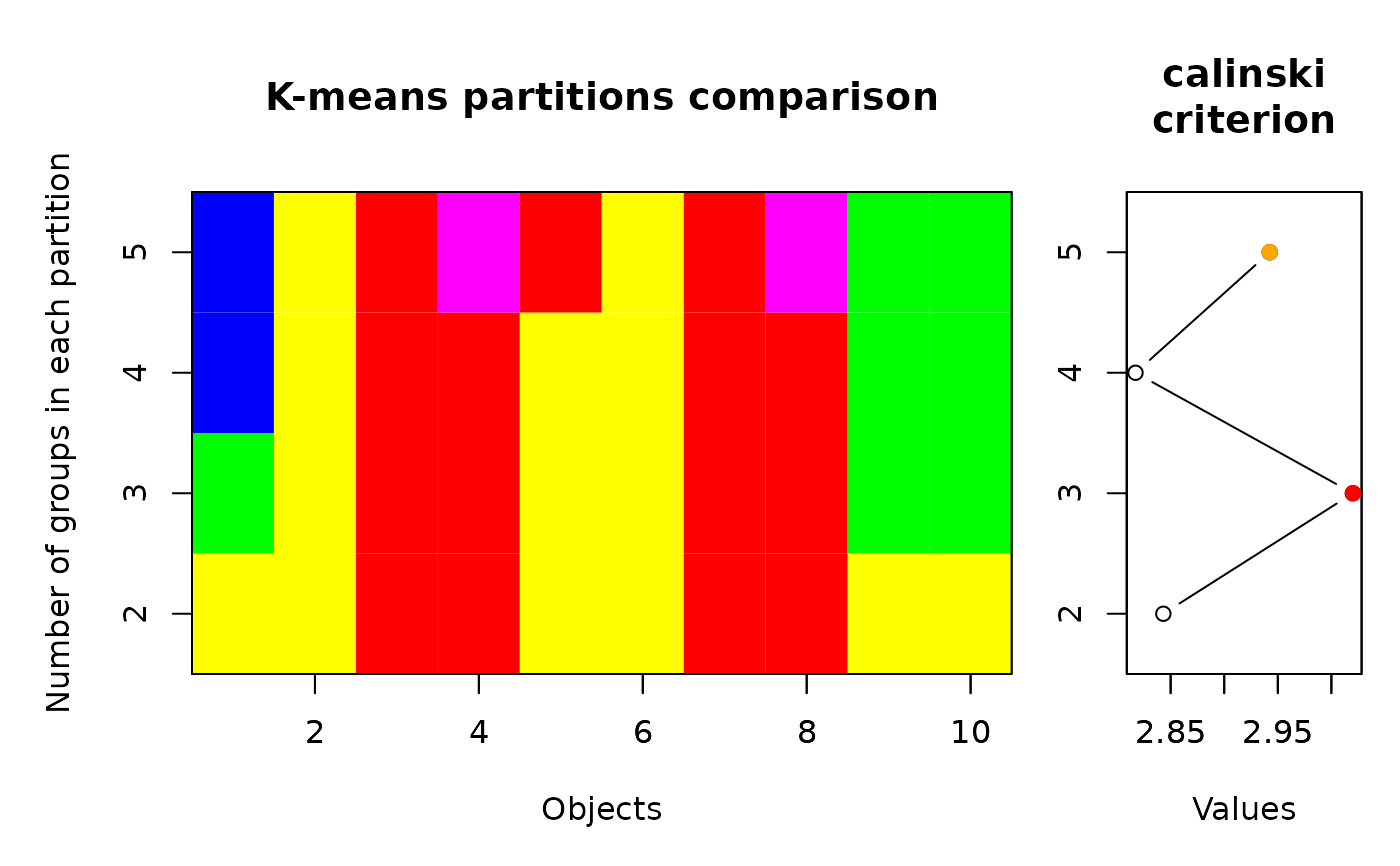 K-means partitions comparison
Number of groups in each partition
5
4
3
2
2 4 6 8 10
Objects
calinski
criterion
5
4
3
2
2.85 2.95
Values